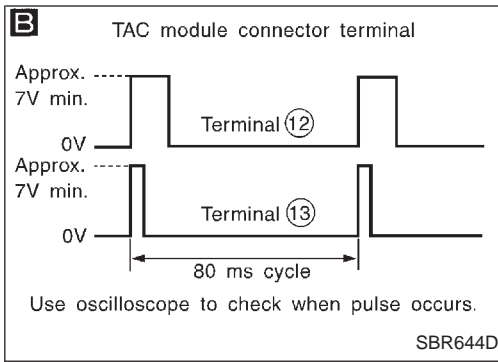 B
TAC module connector terminal
Approx.
7V min.
Terminal 12
0V
Approx.
7V min.
Terminal 13
0V
80 ms cycle
Use oscilloscope to check when pulse occurs.
SBR644D